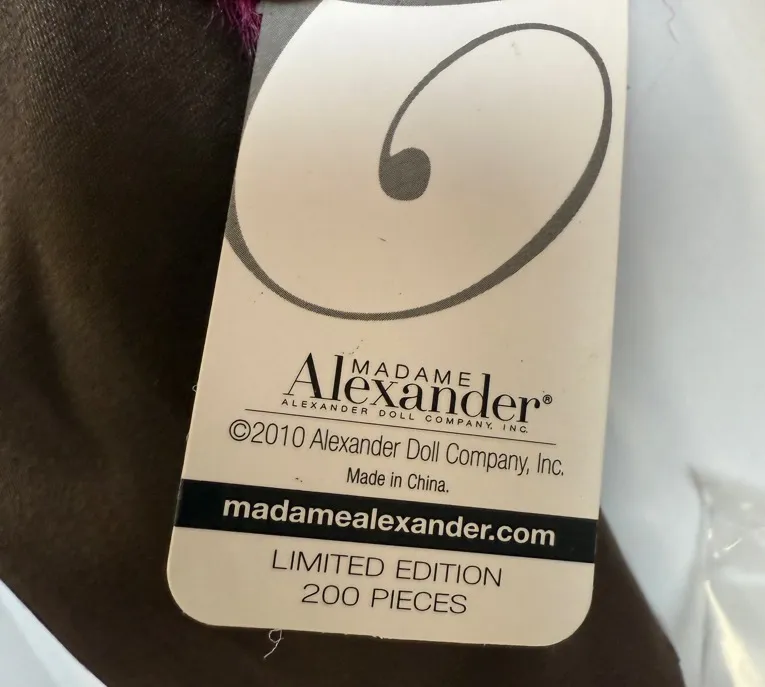 MADAME
Alexander®
ALEXANDER DOLL COMPANY, INC.
©2010 Alexander Doll Company, Inc.
Made in China.
madamealexander.com
LIMITED EDITION
200 PIECES